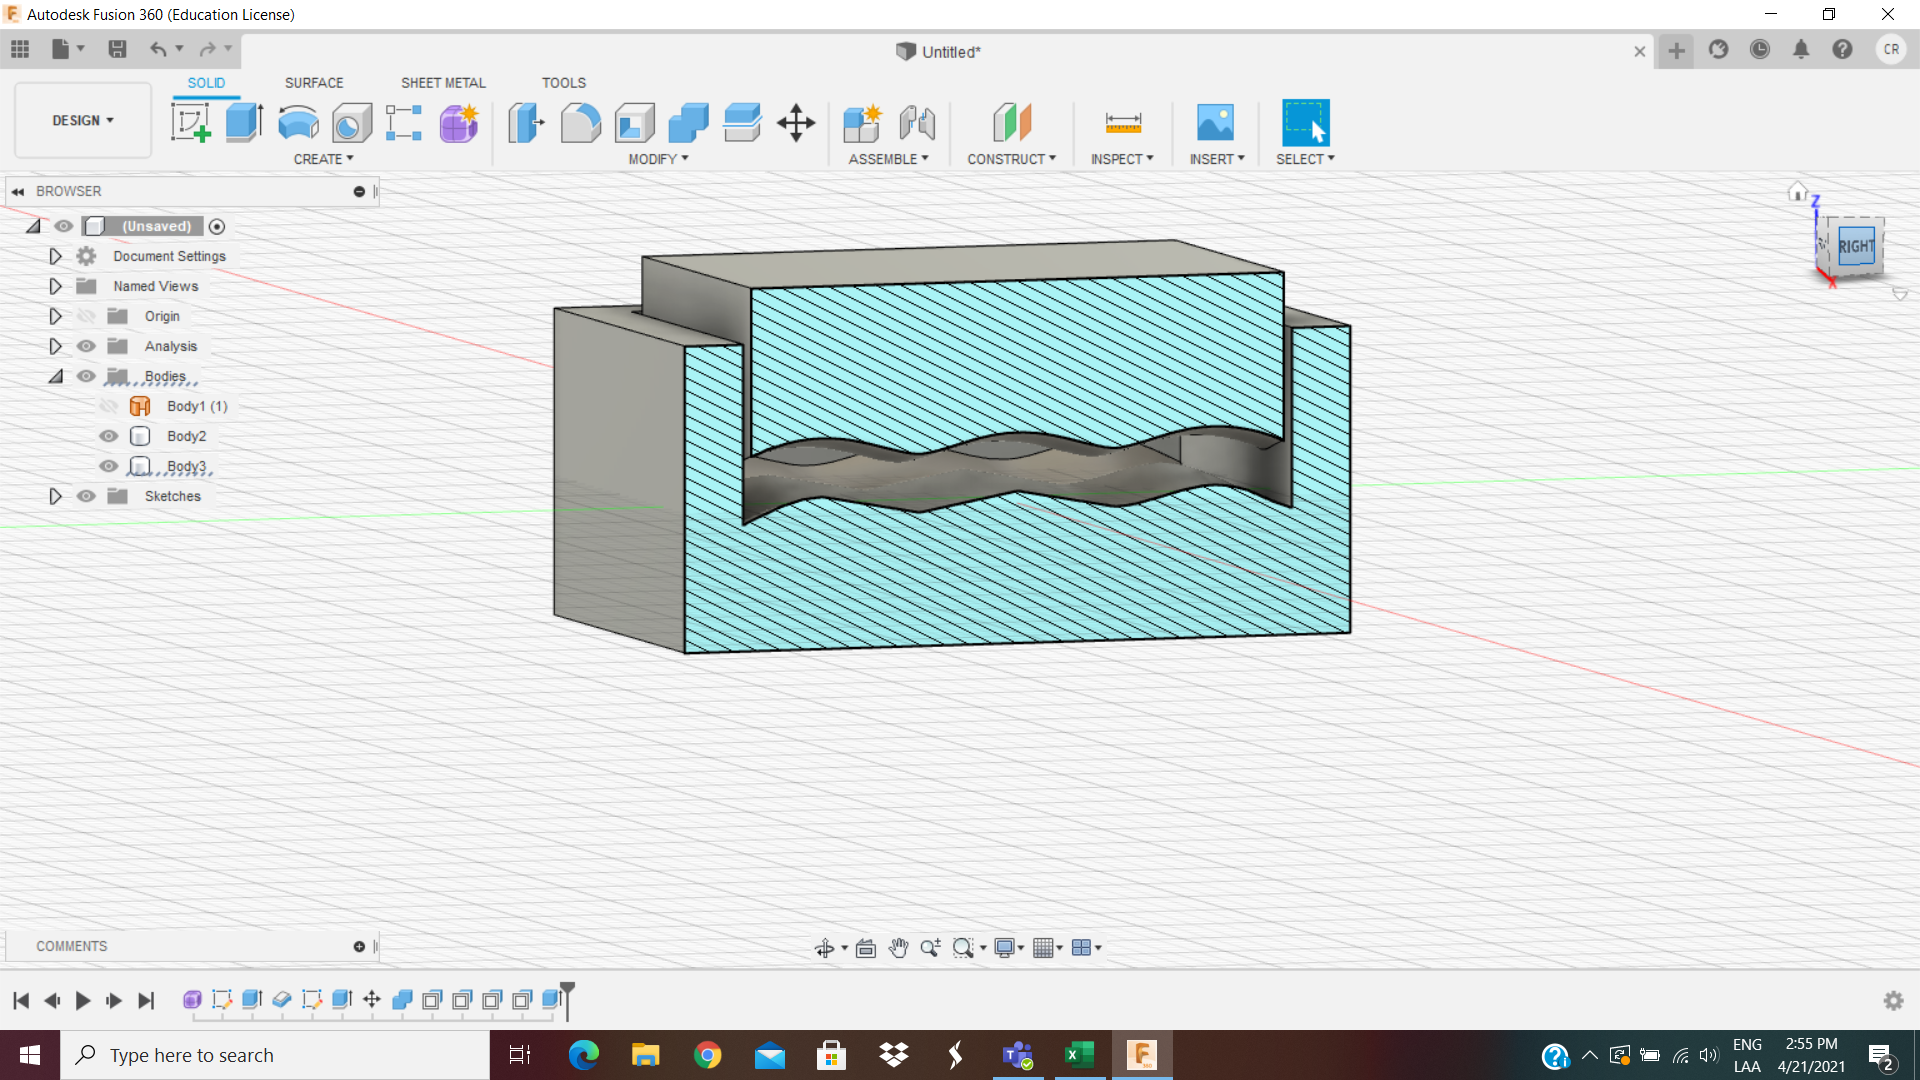 Autodesk Fusion 360 (Education License)
Untitled*
CR
SOLID SURFACE SHEET METAL TOOLS
DESIGN
CREATE MODIFY ASSEMBLE CONSTRUCT INSPECT INSERT SELECT
BROWSER
(Unsaved)
Document Settings
Named Views
Origin
Analysis
Bodies
Body1 (1)
Body2
Body3
Sketches
Z
RIGHT
X
COMMENTS
Type here to search
ENG
LAA
2:55 PM
4/21/2021
2